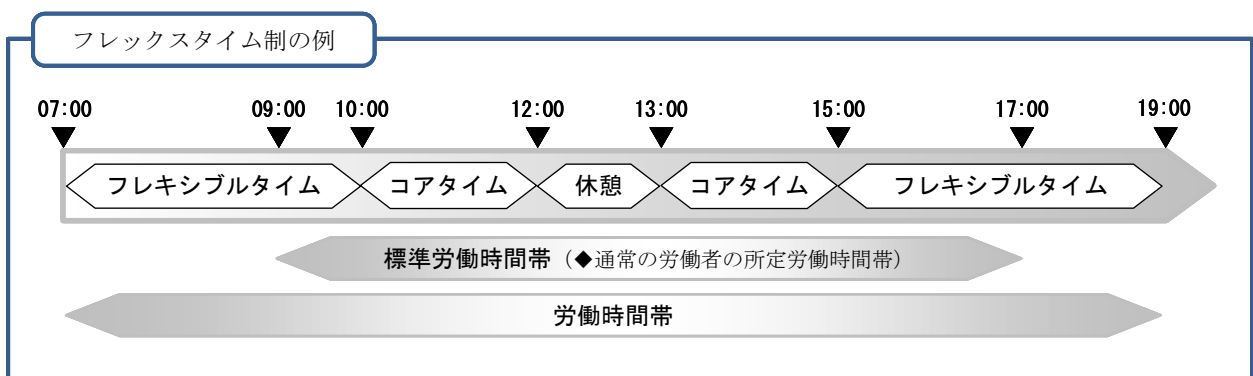 フレックスタイム制の例
07:00 09:00 10:00 12:00 13:00 15:00 17:00 19:00
フレキシブルタイム コアタイム 休憩 コアタイム フレキシブルタイム
標準労働時間帯（◆通常の労働者の所定労働時間帯）
労働時間帯